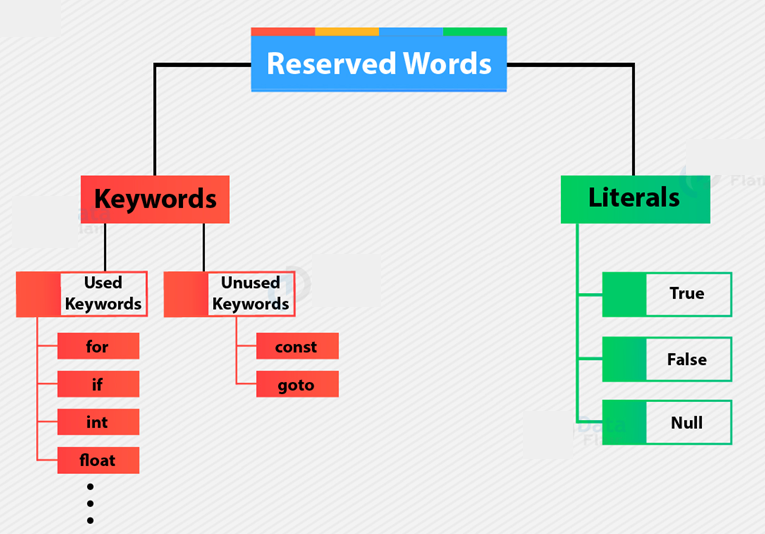 Reserved Words
Keywords
Literals
Used
Keywords
Unused
Keywords
for
if
int
float
const
goto
True
False
Null